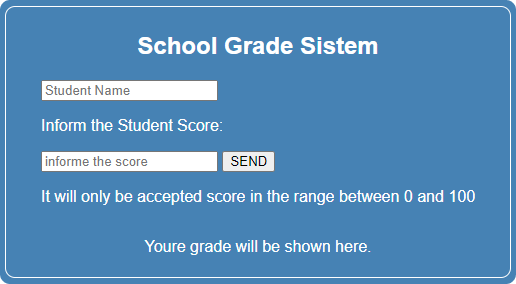 School Grade Sistem
Student Name
Inform the Student Score:
informe the score SEND
It will only be accepted score in the range between 0 and 100
Youre grade will be shown here.